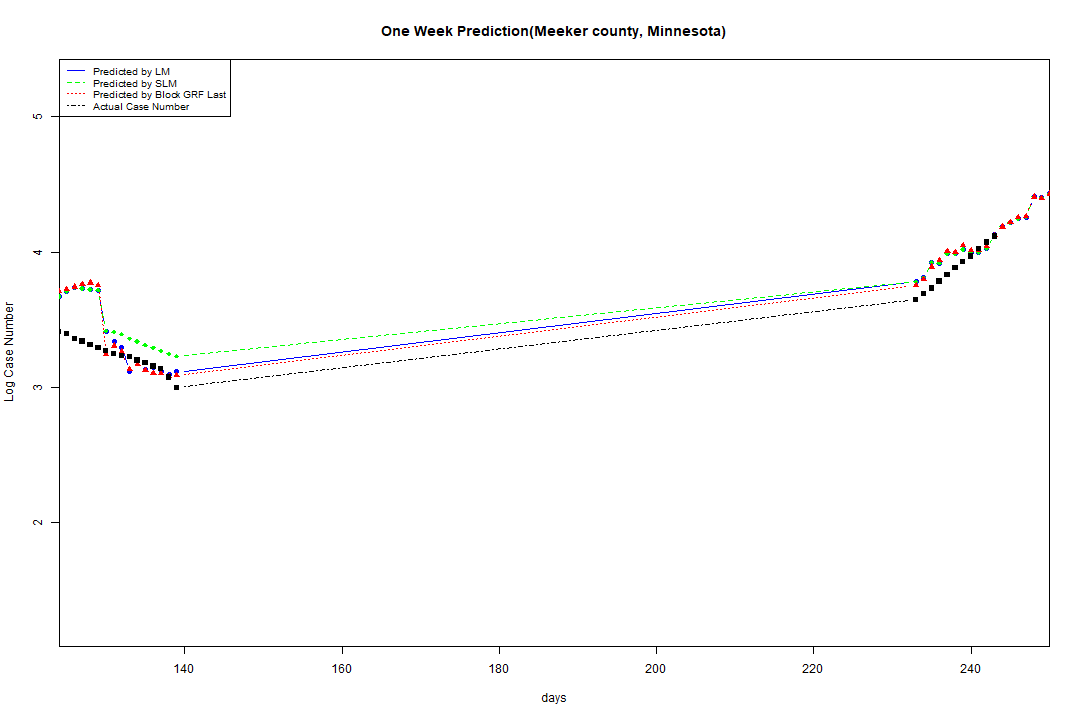 One Week Prediction(Meeker county, Minnesota)
Predicted by LM
Predicted by SLM
Predicted by Block GRF Last
Actual Case Number
5
4
3
2
Log Case Number
140 160 180 200 220 240
days